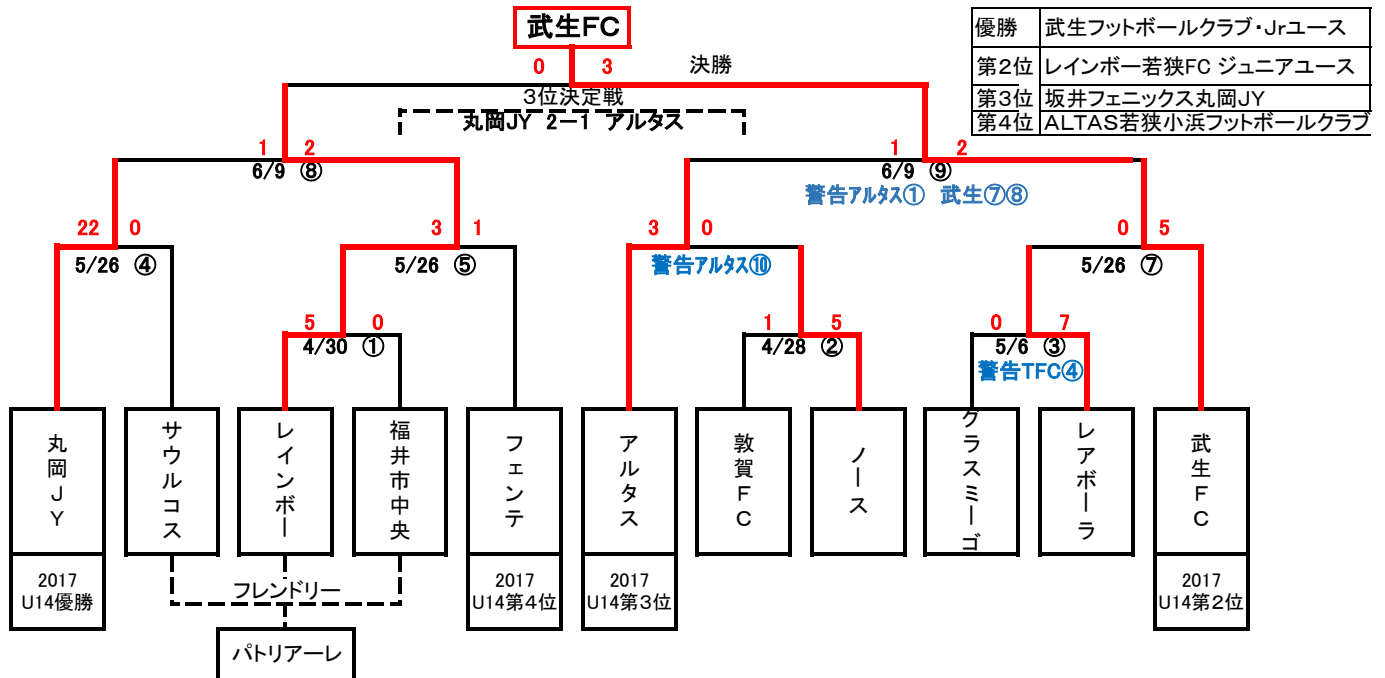 武生FC
優勝 武生フットボールクラブ・Jrユース
第2位 レインボー若狭FC ジュニアユース
第3位 坂井フェニックス丸岡JY
第4位 ALTAS若狭小浜フットボールクラブ
0 3 決勝
3位決定戦
丸岡JY 2－1 アルタス
1 2
6/9 ⑧
1 2
6/9 ⑨
警告アルタス① 武生⑦⑧
22 0
5/26 ④
3 1
5/26 ⑤
3 0
警告アルタス⑩
0 5
5/26 ⑦
5 0
4/30 ①
1 5
4/28 ②
0 7
5/6 ③
警告TFC④
丸岡JY
サウルコス
レインボー
福井市中央
フェンテ
アルタス
敦賀FC
ノース
グラスミーゴ
レアボーラ
武生FC
2017
U14優勝
2017
U14第4位
2017
U14第3位
2017
U14第2位
フレンドリー
パトリアーレ